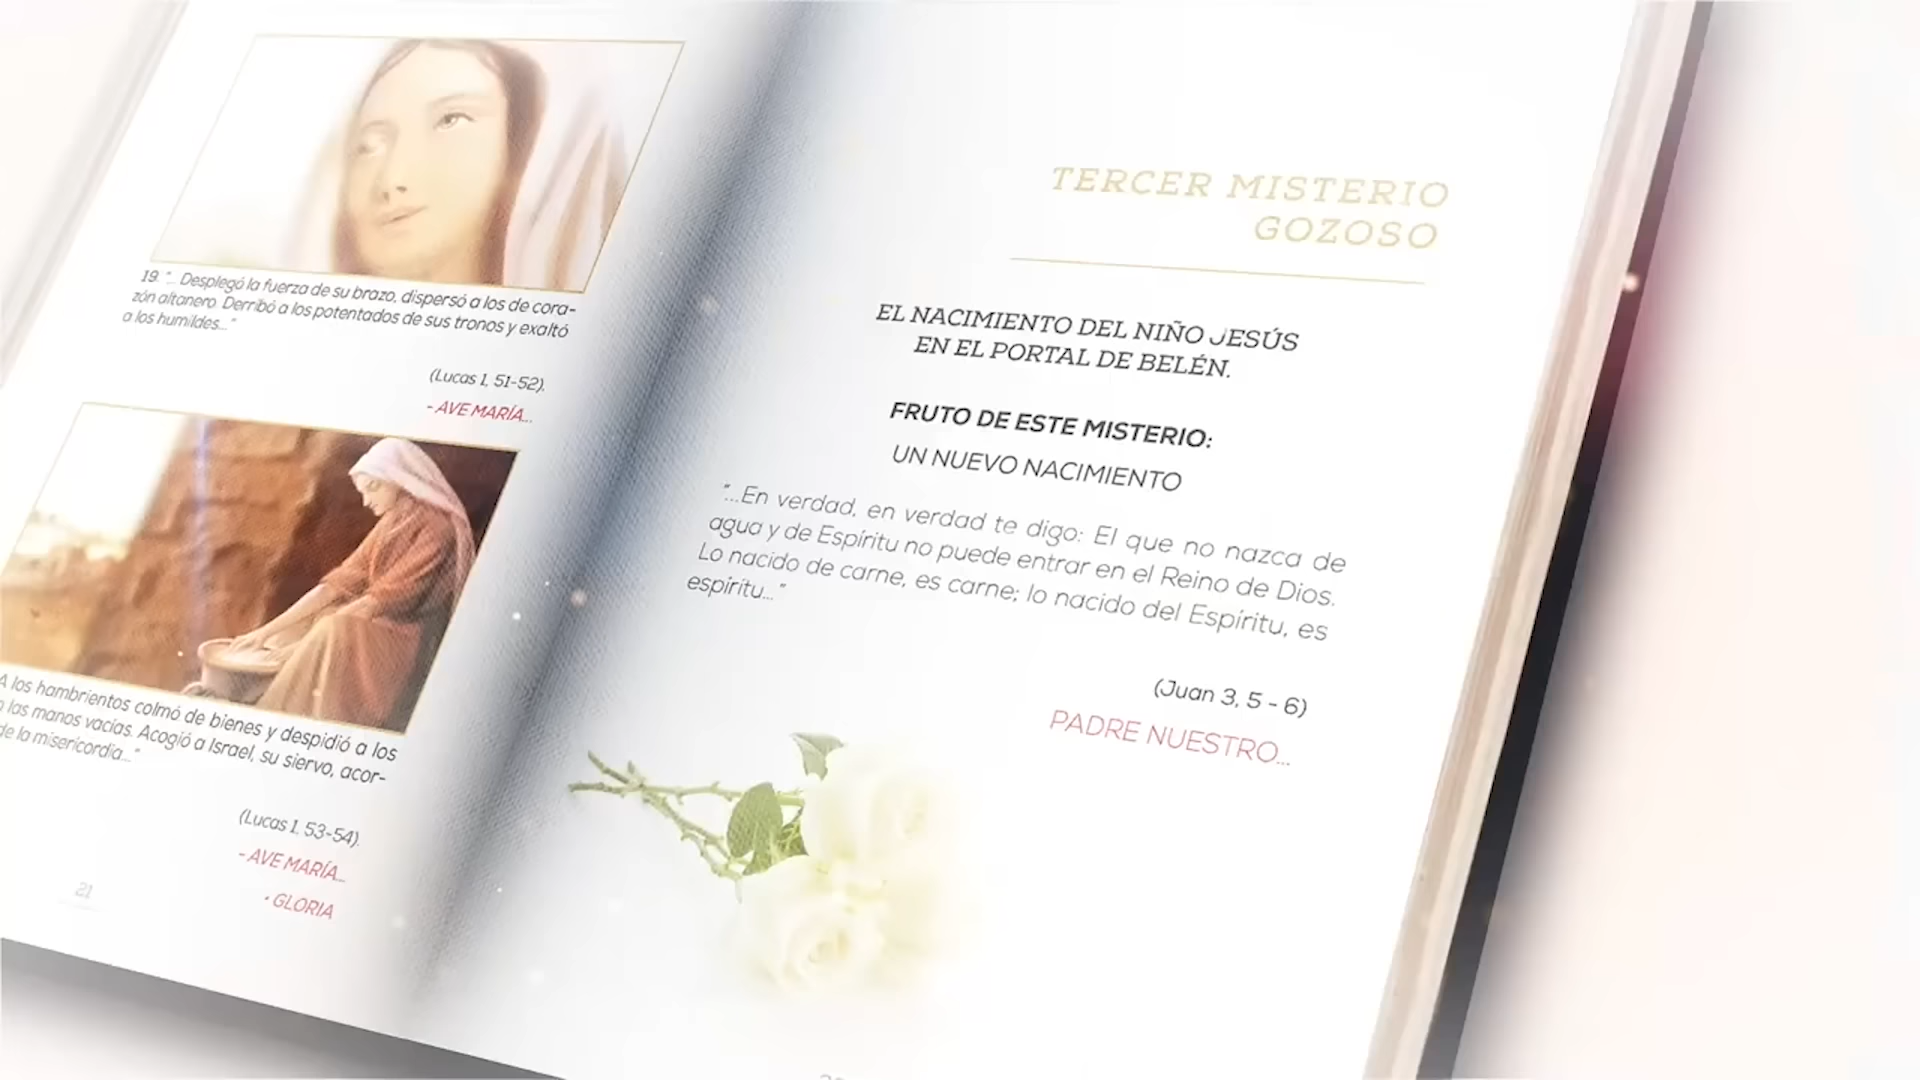 19. "... Desplegó la fuerza de su brazo, dispersó a los de cora-
zón altanero. Derribó a los potentados de sus tronos y exaltó
a los humildes..."
(Lucas 1, 51-52).
- AVE MARÍA...
A los hambrientos colmó de bienes y despidió a los
las manos vacías. Acogió a Israel, su siervo, acor-
de la misericordia..."
(Lucas 1, 53-54).
- AVE MARÍA...
- GLORIA
21
TERCER MISTERIO
GOZOSO
EL NACIMIENTO DEL NIÑO JESÚS
EN EL PORTAL DE BELÉN.
FRUTO DE ESTE MISTERIO:
UN NUEVO NACIMIENTO
"...En verdad, en verdad te digo: El que no nazca de
agua y de Espíritu no puede entrar en el Reino de Dios.
Lo nacido de carne, es carne; lo nacido del Espíritu, es
espíritu..."
(Juan 3, 5 - 6)
PADRE NUESTRO...